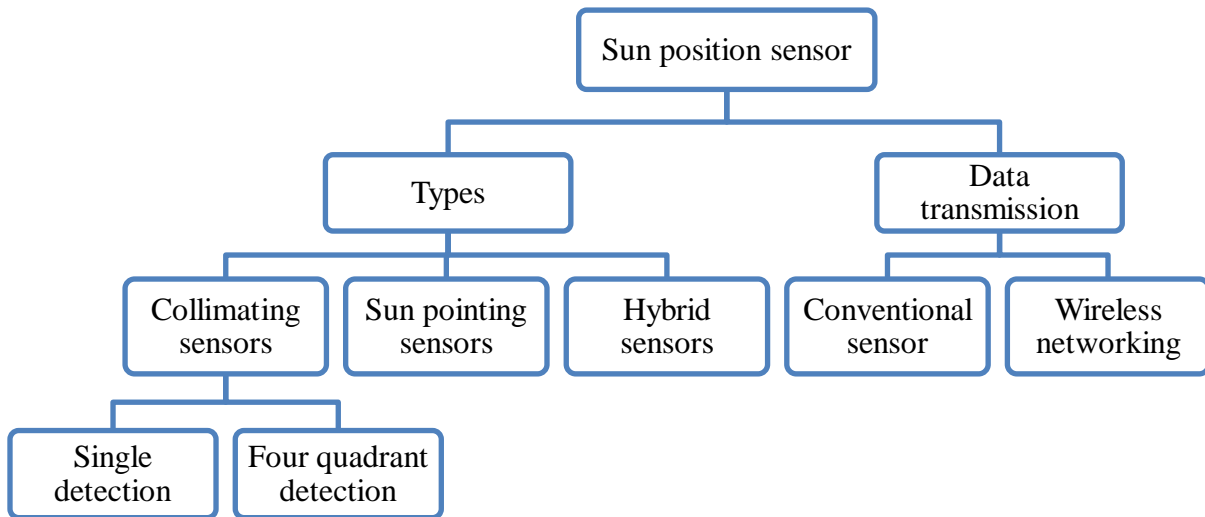 Sun position sensor
Types
Data
transmission
Collimating
sensors
Sun pointing
sensors
Hybrid
sensors
Conventional
sensor
Wireless
networking
Single
detection
Four quadrant
detection